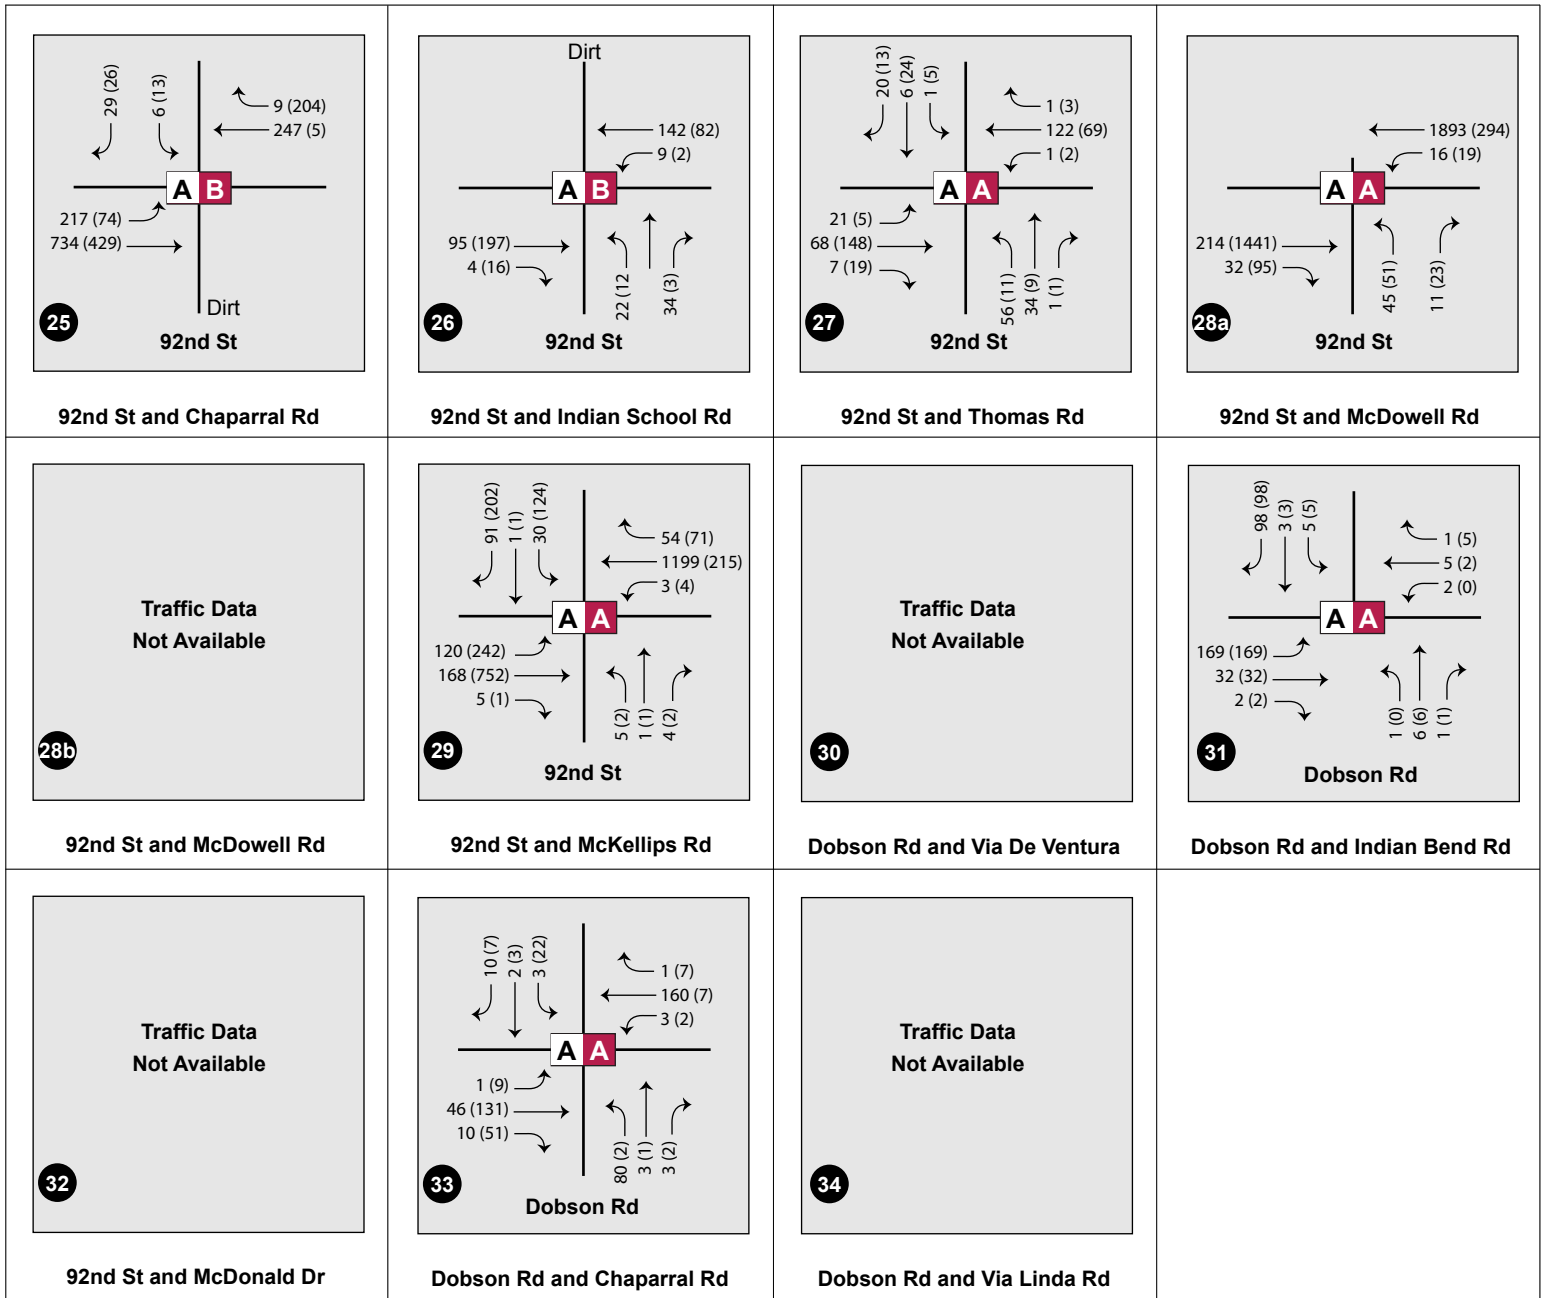 29 (26)
6 (13)
9 (204)
247 (5)
A B
217 (74)
734 (429)
Dirt
25
92nd St
92nd St and Chaparral Rd
Dirt
142 (82)
9 (2)
A B
95 (197)
4 (16)
22 (12
34 (3)
26
92nd St
92nd St and Indian School Rd
20 (13)
6 (24)
1 (5)
1 (3)
122 (69)
1 (2)
A A
21 (5)
68 (148)
7 (19)
56 (11)
34 (9)
1 (1)
27
92nd St
92nd St and Thomas Rd
1893 (294)
16 (19)
A A
214 (1441)
32 (95)
45 (51)
11 (23)
28a
92nd St
92nd St and McDowell Rd
Traffic Data
Not Available
28b
92nd St and McDowell Rd
91 (202)
1 (1)
30 (124)
54 (71)
1199 (215)
3 (4)
A A
120 (242)
168 (752)
5 (1)
5 (2)
1 (1)
4 (2)
29
92nd St
92nd St and McKellips Rd
Traffic Data
Not Available
30
Dobson Rd and Via De Ventura
98 (98)
3 (3)
5 (5)
1 (5)
5 (2)
2 (0)
A A
169 (169)
32 (32)
2 (2)
1 (0)
6 (6)
1 (1)
31
Dobson Rd
Dobson Rd and Indian Bend Rd
Traffic Data
Not Available
32
92nd St and McDonald Dr
10 (7)
2 (3)
3 (22)
1 (7)
160 (7)
3 (2)
A A
1 (9)
46 (131)
10 (51)
80 (2)
3 (1)
3 (2)
33
Dobson Rd
Dobson Rd and Chaparral Rd
Traffic Data
Not Available
34
Dobson Rd and Via Linda Rd